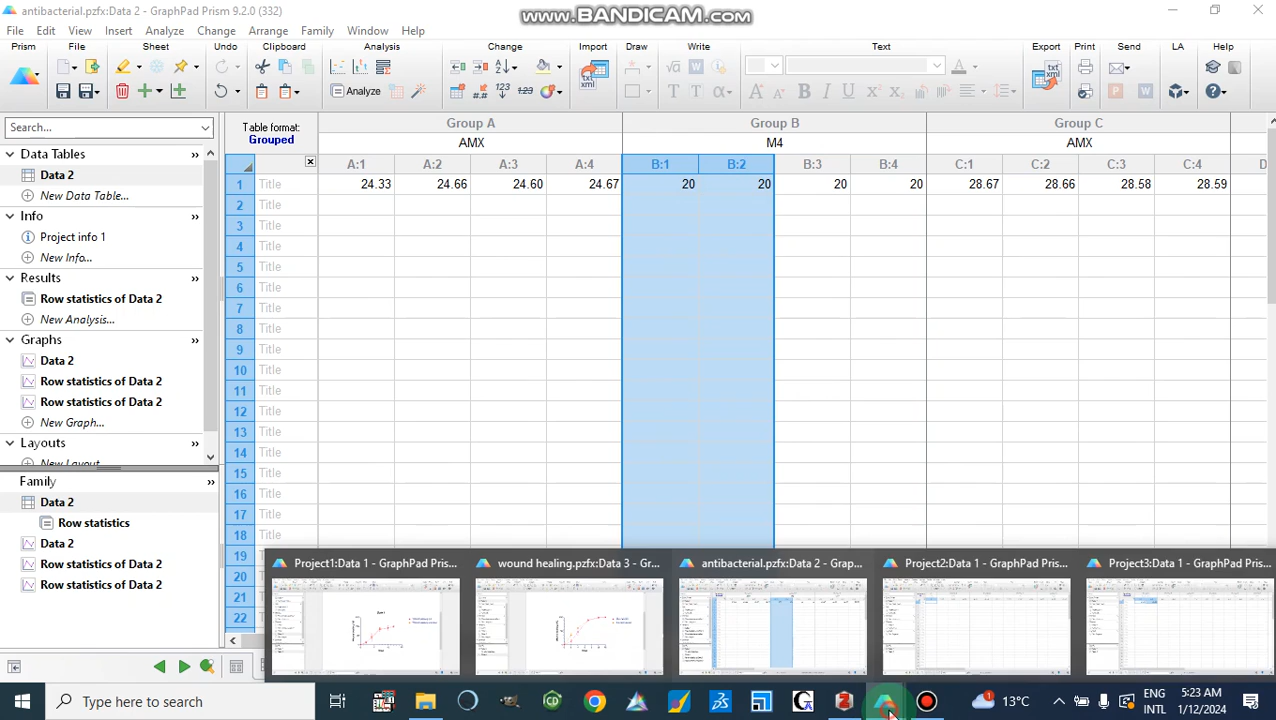 antibacterial.pzfx:Data 2 - GraphPad Prism 9.2.0 (332)
www.BANDICAM.com
File Edit View Insert Analyze Change Arrange Family Window Help
Prism File Sheet Undo Clipboard Analysis Change Import Draw Write Text Export Print Send LA Help
Analyze
Search...
Data Tables
Data 2
New Data Table...
Info
Project info 1
New Info...
Results
Row statistics of Data 2
New Analysis...
Graphs
Data 2
Row statistics of Data 2
Row statistics of Data 2
New Graph...
Layouts
New Layout
Family
Data 2
Row statistics
Data 2
Row statistics of Data 2
Row statistics of Data 2
Table format: Group A Group B Group C
Grouped AMX M4 AMX
A:1 A:2 A:3 A:4 B:1 B:2 B:3 B:4 C:1 C:2 C:3 C:4
1 Title 24.33 24.66 24.60 24.67 20 20 20 20 28.67 28.66 28.58 28.59
2 Title
3 Title
4 Title
5 Title
6 Title
7 Title
8 Title
9 Title
10 Title
11 Title
12 Title
13 Title
14 Title
15 Title
16 Title
17 Title
18 Title
19
20
21
22
Project1:Data 1 - GraphPad Pris... wound healing.pzfx:Data 3 - G... antibacterial.pzfx:Data 2 - Grap... Project2:Data 1 - GraphPad Pris... Project3:Data 1 - GraphPad Pris...
Type here to search
13°C
ENG
INTL
5:23 AM
1/12/2024